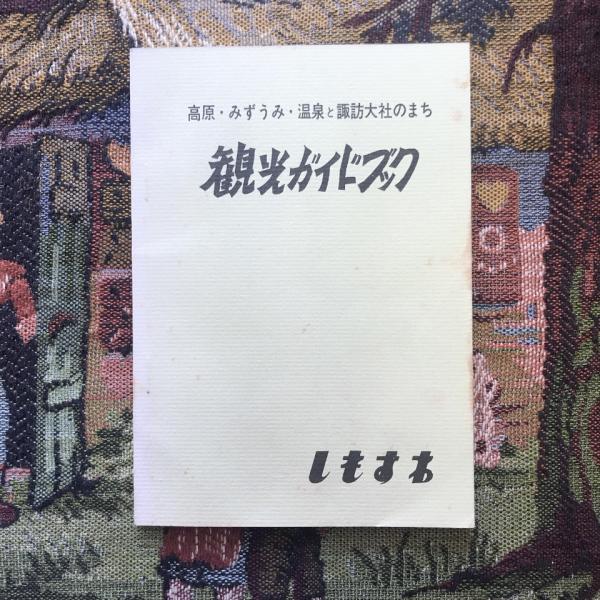 高原・みずうみ・温泉と諏訪大社のまち
観光ガイドブック
しもすわ